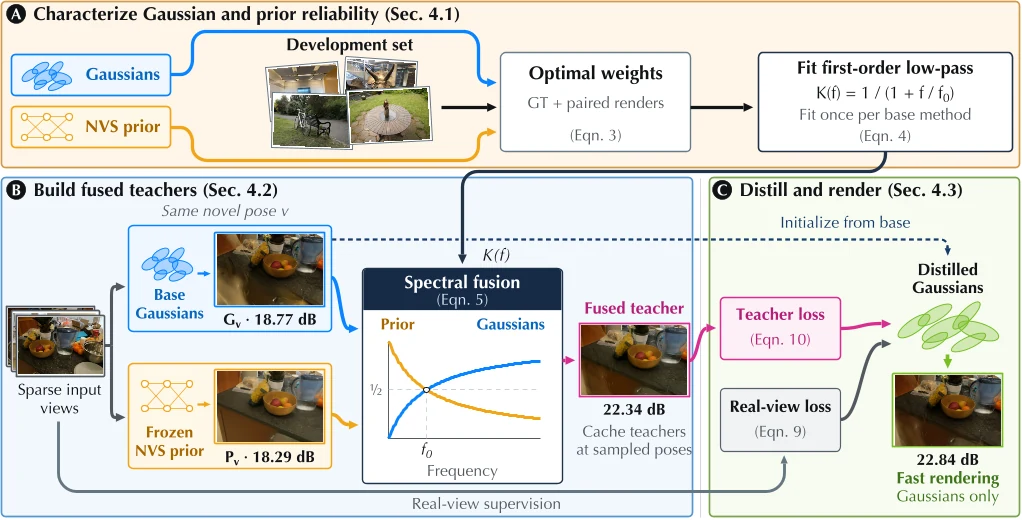 A Characterize Gaussian and prior reliability (Sec. 4.1)
Gaussians
NVS prior
Development set
Optimal weights
GT + paired renders
(Eqn. 3)
Fit first-order low-pass
K(f) = 1 / (1 + f / f₀)
Fit once per base method
(Eqn. 4)
B Build fused teachers (Sec. 4.2)
Same novel pose v
Sparse input
views
Base
Gaussians
Gᵥ · 18.77 dB
Frozen
NVS prior
Pᵥ · 18.29 dB
K(f)
Spectral fusion
(Eqn. 5)
Prior
Gaussians
½
f₀
Frequency
Fused teacher
22.34 dB
Cache teachers
at sampled poses
Real-view supervision
C Distill and render (Sec. 4.3)
Initialize from base
Teacher loss
(Eqn. 10)
Real-view loss
(Eqn. 9)
Distilled
Gaussians
22.84 dB
Fast rendering
Gaussians only